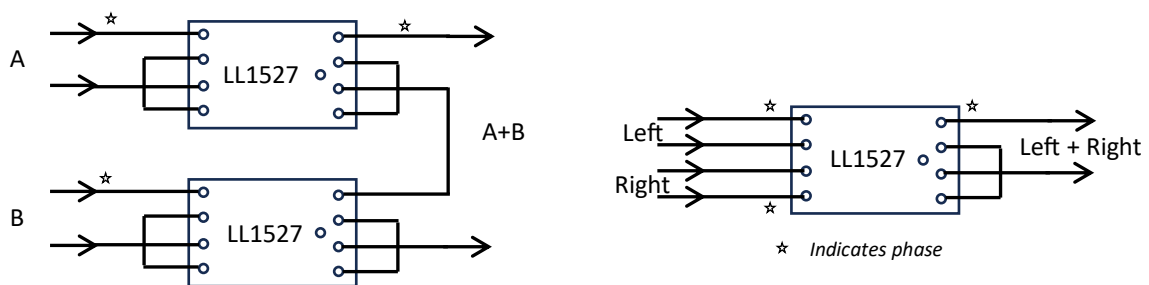 A
LL1527
A+B
B
LL1527
Left
Right
LL1527
Left + Right
Indicates phase